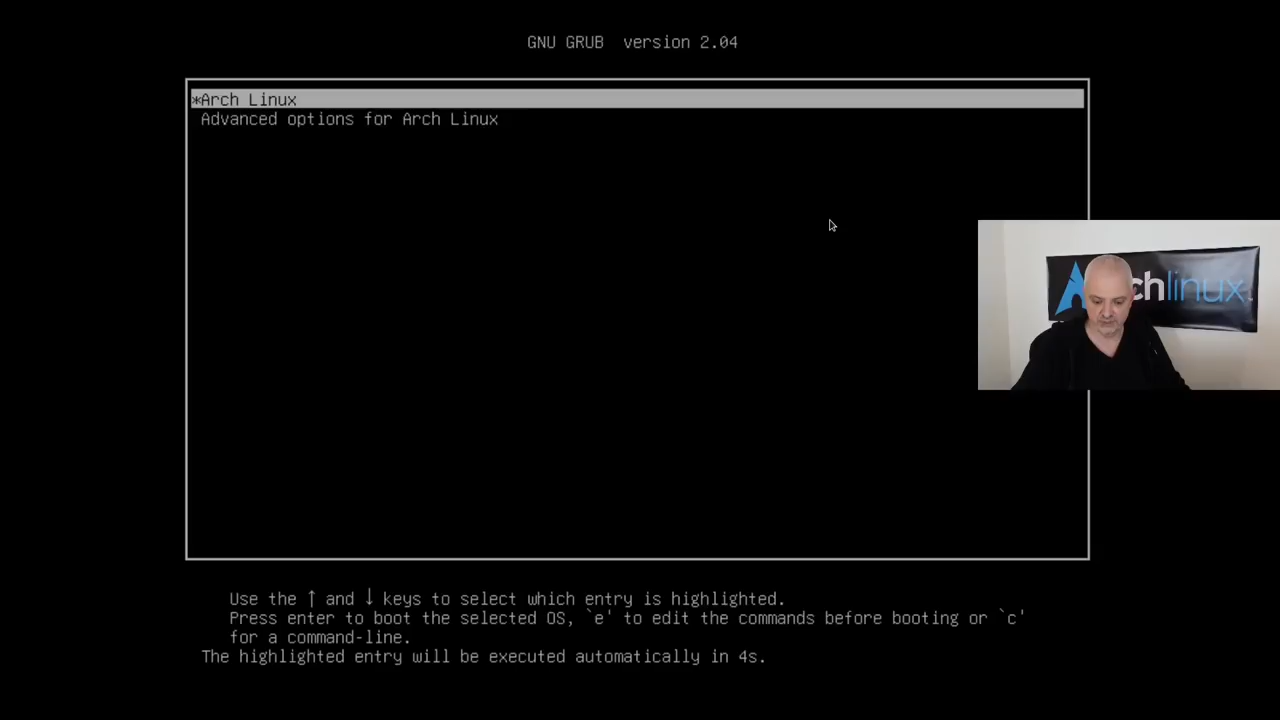 GNU GRUB  version 2.04
*Arch Linux
Advanced options for Arch Linux
chlinux
Use the ↑ and ↓ keys to select which entry is highlighted.
Press enter to boot the selected OS, `e' to edit the commands before booting or `c'
for a command-line.
The highlighted entry will be executed automatically in 4s.